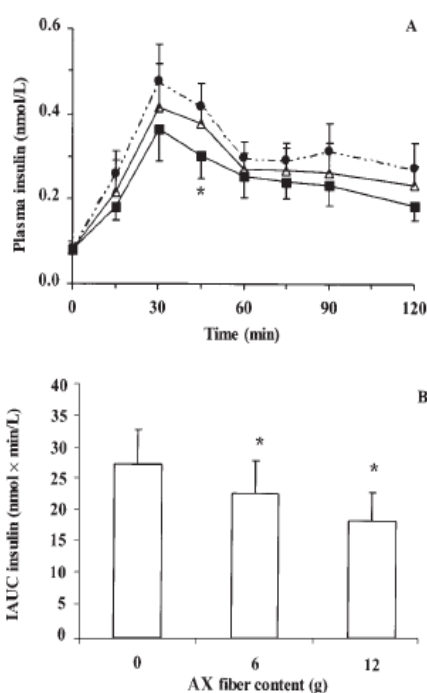 0.6
A
0.4
0.2
0.0
Plasma insulin (nmol/L)
*
0 30 60 90 120
Time (min)
40
B
35
30
25
20
15
10
5
0
IAUC insulin (nmol × min/L)
* *
0 6 12
AX fiber content (g)